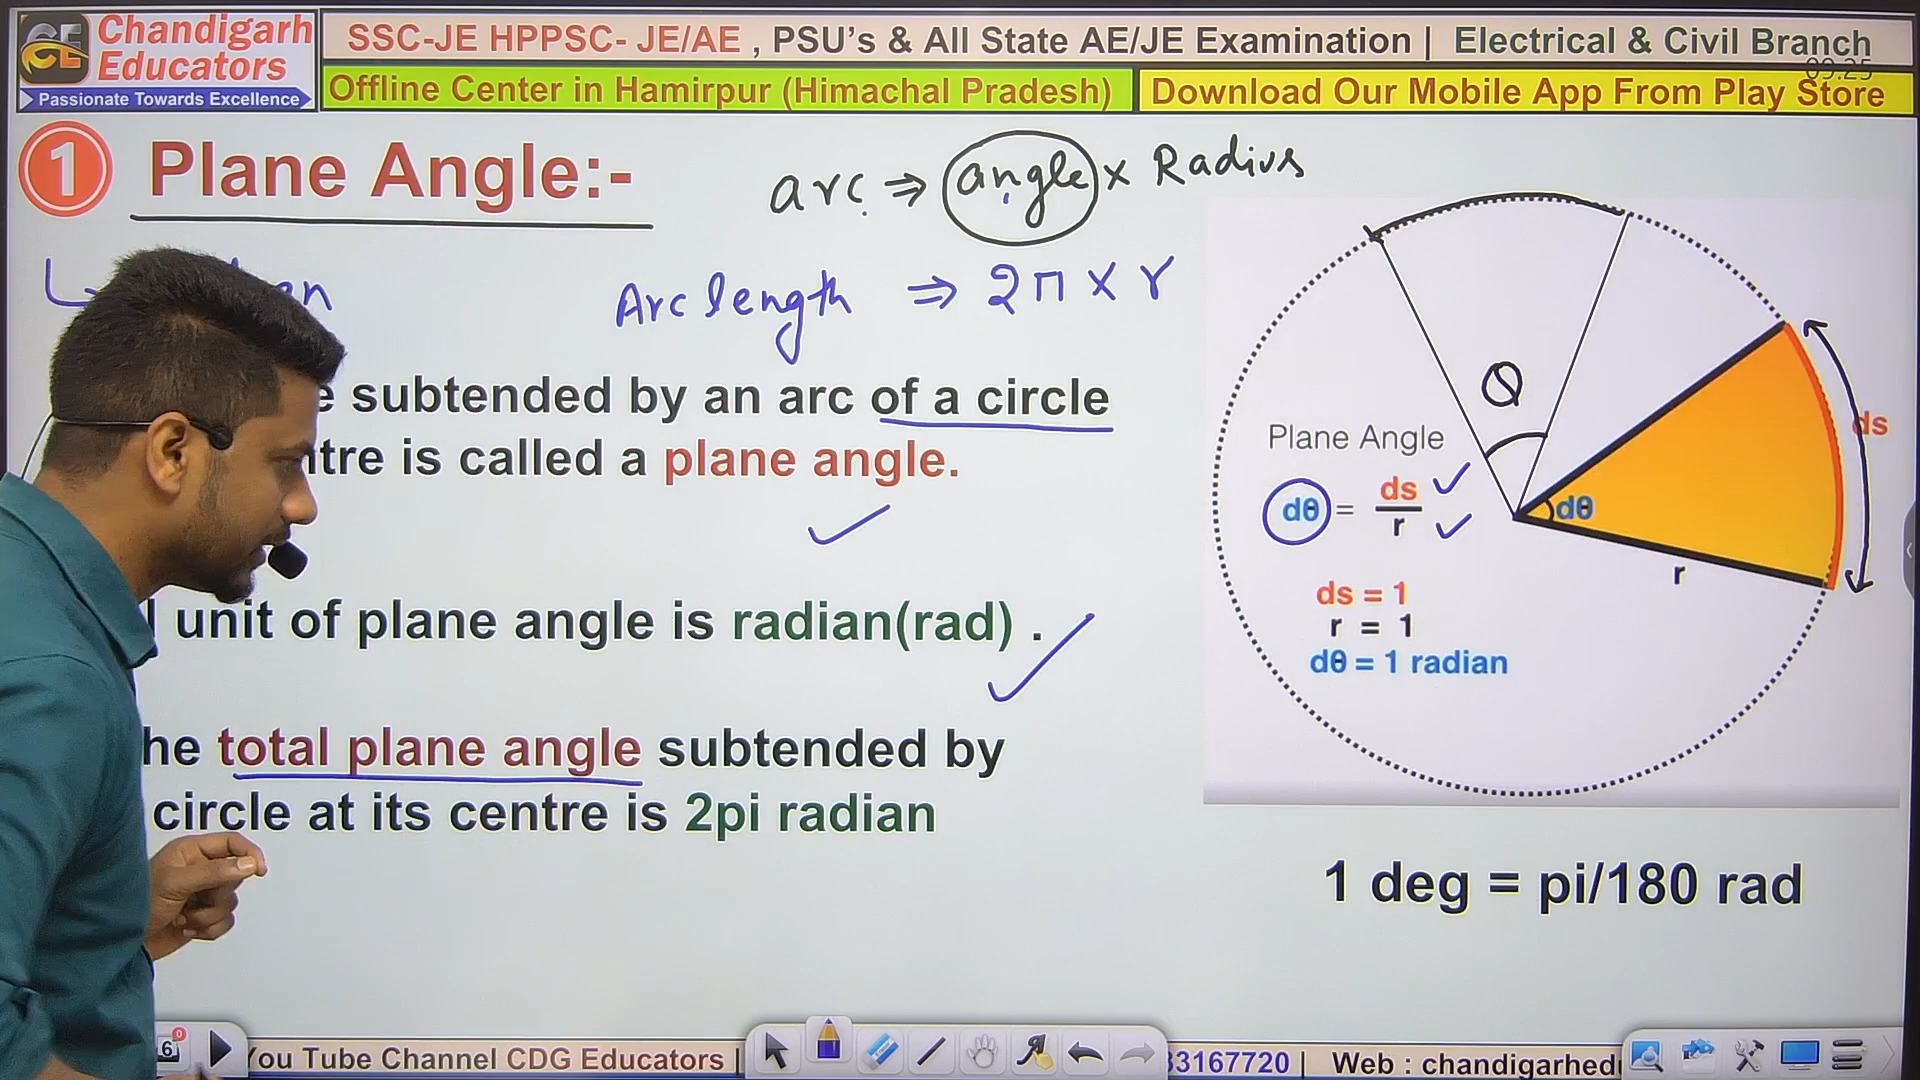 Chandigarh
Educators
Passionate Towards Excellence
SSC-JE HPPSC- JE/AE , PSU's & All State AE/JE Examination | Electrical & Civil Branch
09:25
Offline Center in Hamirpur (Himachal Pradesh)
Download Our Mobile App From Play Store
1 Plane Angle:-
arc ⇒ angle × Radius
Arc length ⇒ 2π × r
subtended by an arc of a circle
is called a plane angle.
unit of plane angle is radian(rad) .
total plane angle subtended by
circle at its centre is 2pi radian
θ
ds
Plane Angle
dθ = ds/r
dθ
r
ds = 1
r = 1
dθ = 1 radian
1 deg = pi/180 rad
You Tube Channel CDG Educators |
33167720 | Web : chandigarhed